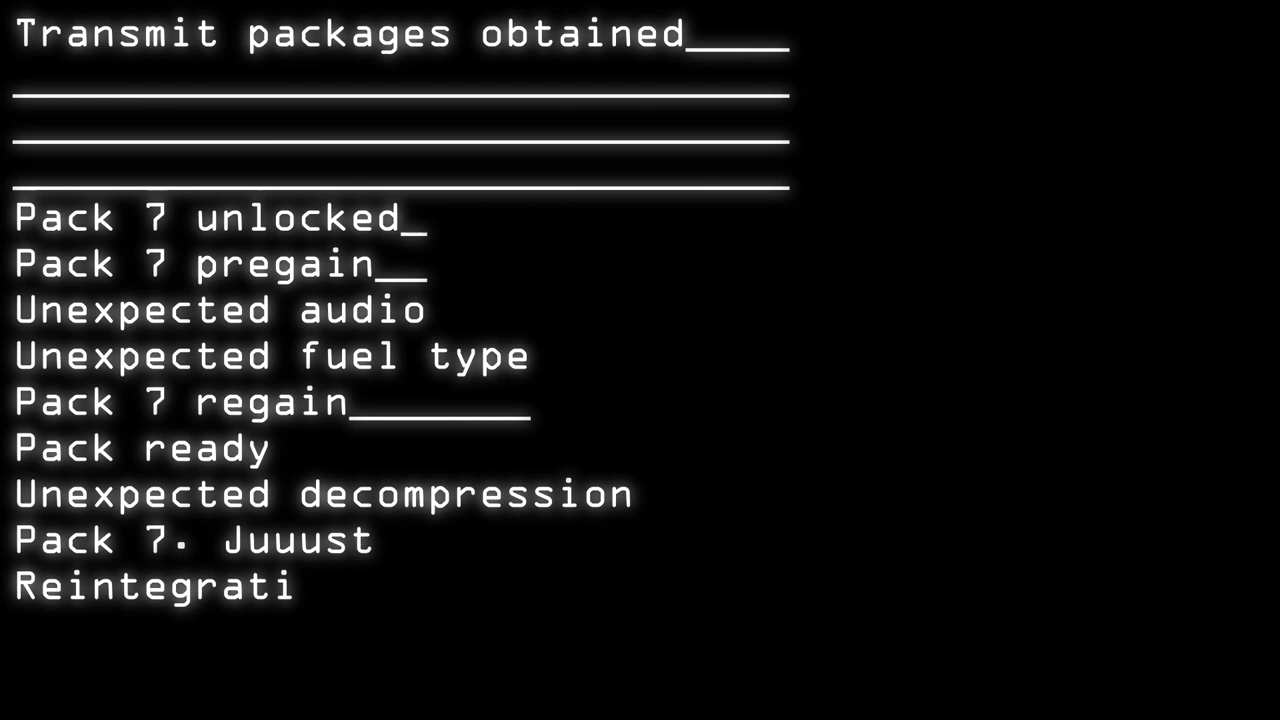 Transmit packages obtained____
______________________________
______________________________
______________________________
Pack 7 unlocked_
Pack 7 pregain__
Unexpected audio
Unexpected fuel type
Pack 7 regain_______
Pack ready
Unexpected decompression
Pack 7. Juuust
Reintegrati